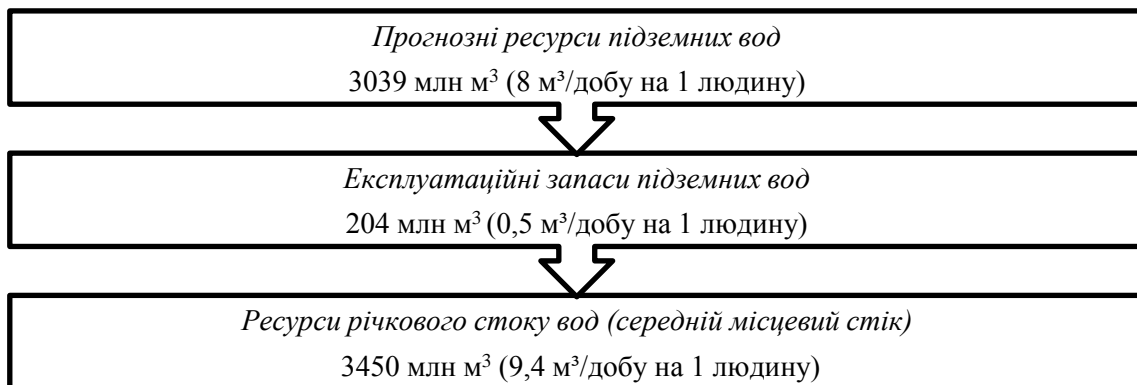 Прогнозні ресурси підземних вод
3039 млн м³ (8 м³/добу на 1 людину)
Експлуатаційні запаси підземних вод
204 млн м³ (0,5 м³/добу на 1 людину)
Ресурси річкового стоку вод (середній місцевий стік)
3450 млн м³ (9,4 м³/добу на 1 людину)